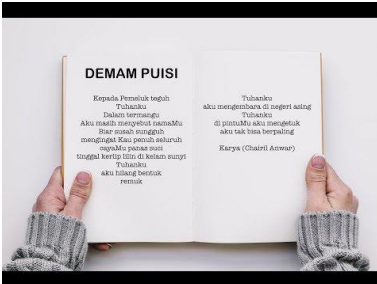 DEMAM PUISI
Kepada Pemeluk teguh
Tuhanku
Dalam termangu
Aku masih menyebut namaMu
Biar susah sungguh
mengingat Kau penuh seluruh
cayaMu panas suci
tinggal kerlip lilin di kelam sunyi
Tuhanku
aku hilang bentuk
remuk
Tuhanku
aku mengembara di negeri asing
Tuhanku
di pintuMu aku mengetuk
aku tak bisa berpaling
Karya (Chairil Anwar)